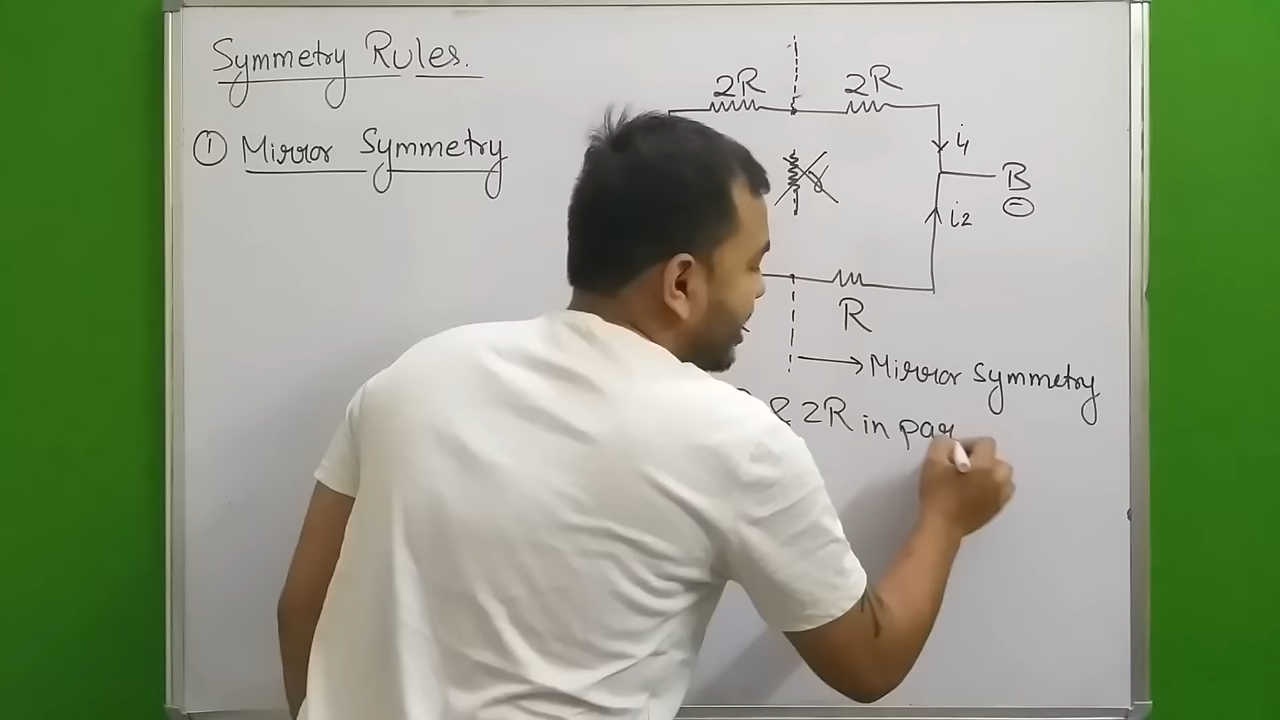 Symmetry Rules.
① Mirror Symmetry
2R 2R
i1
B
⊖
i2
R
Mirror Symmetry
& 2R in par